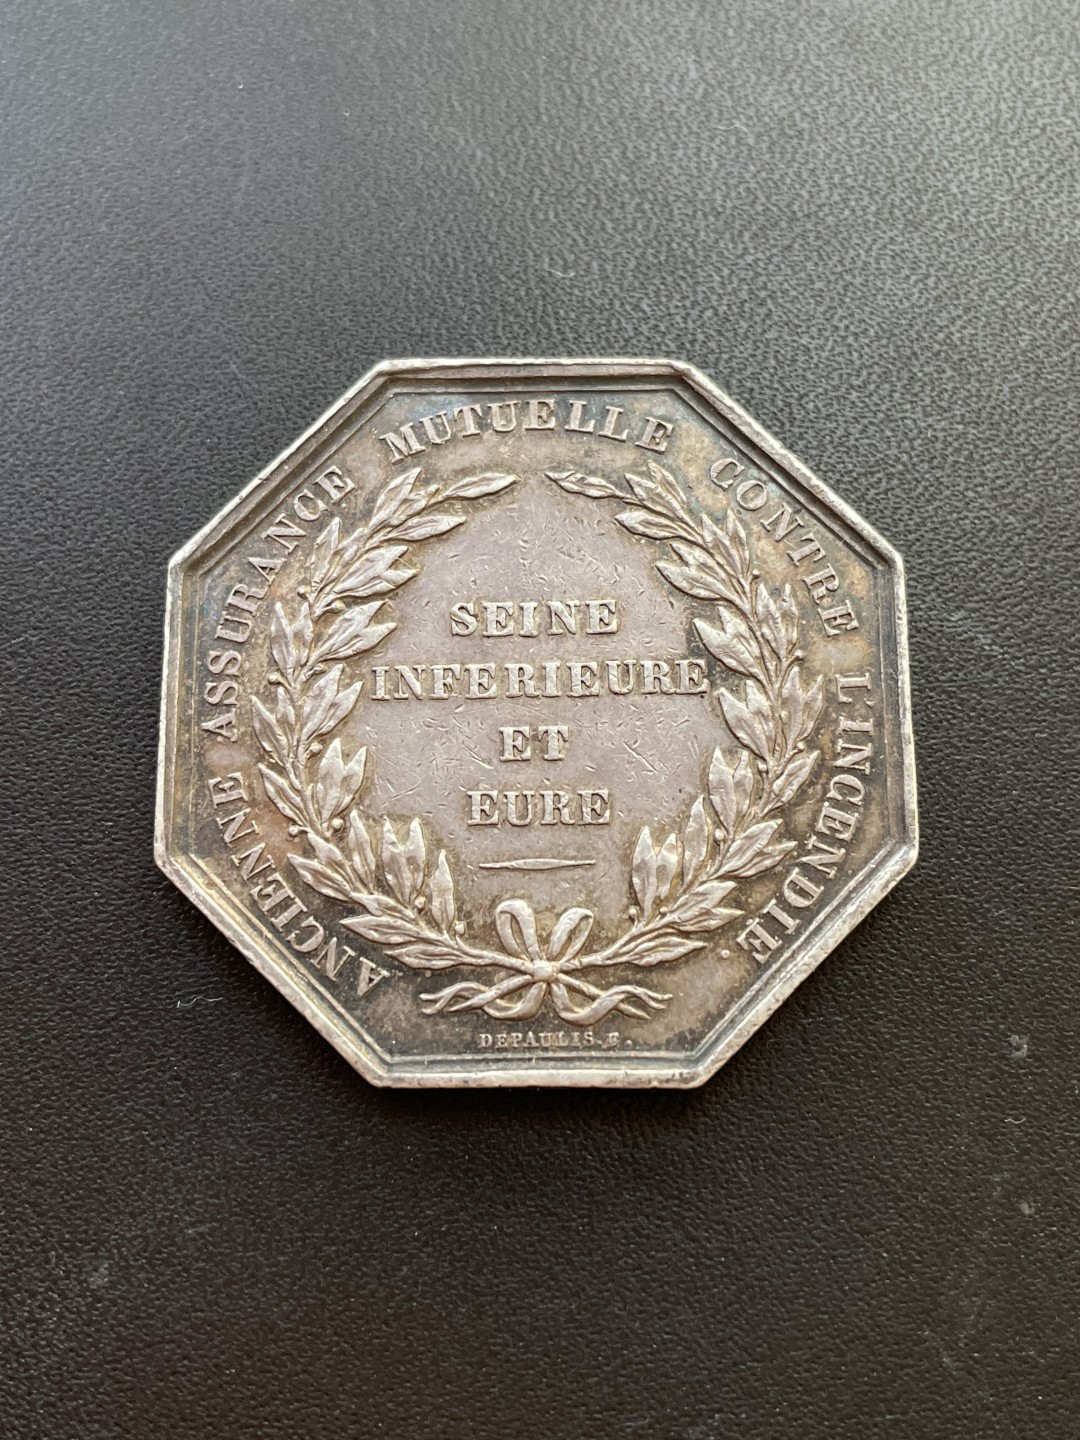 ANCIENNE ASSURANCE MUTUELLE CONTRE L'INCENDIE.
SEINE
INFERIEURE
ET
EURE
DEPAULIS. F.